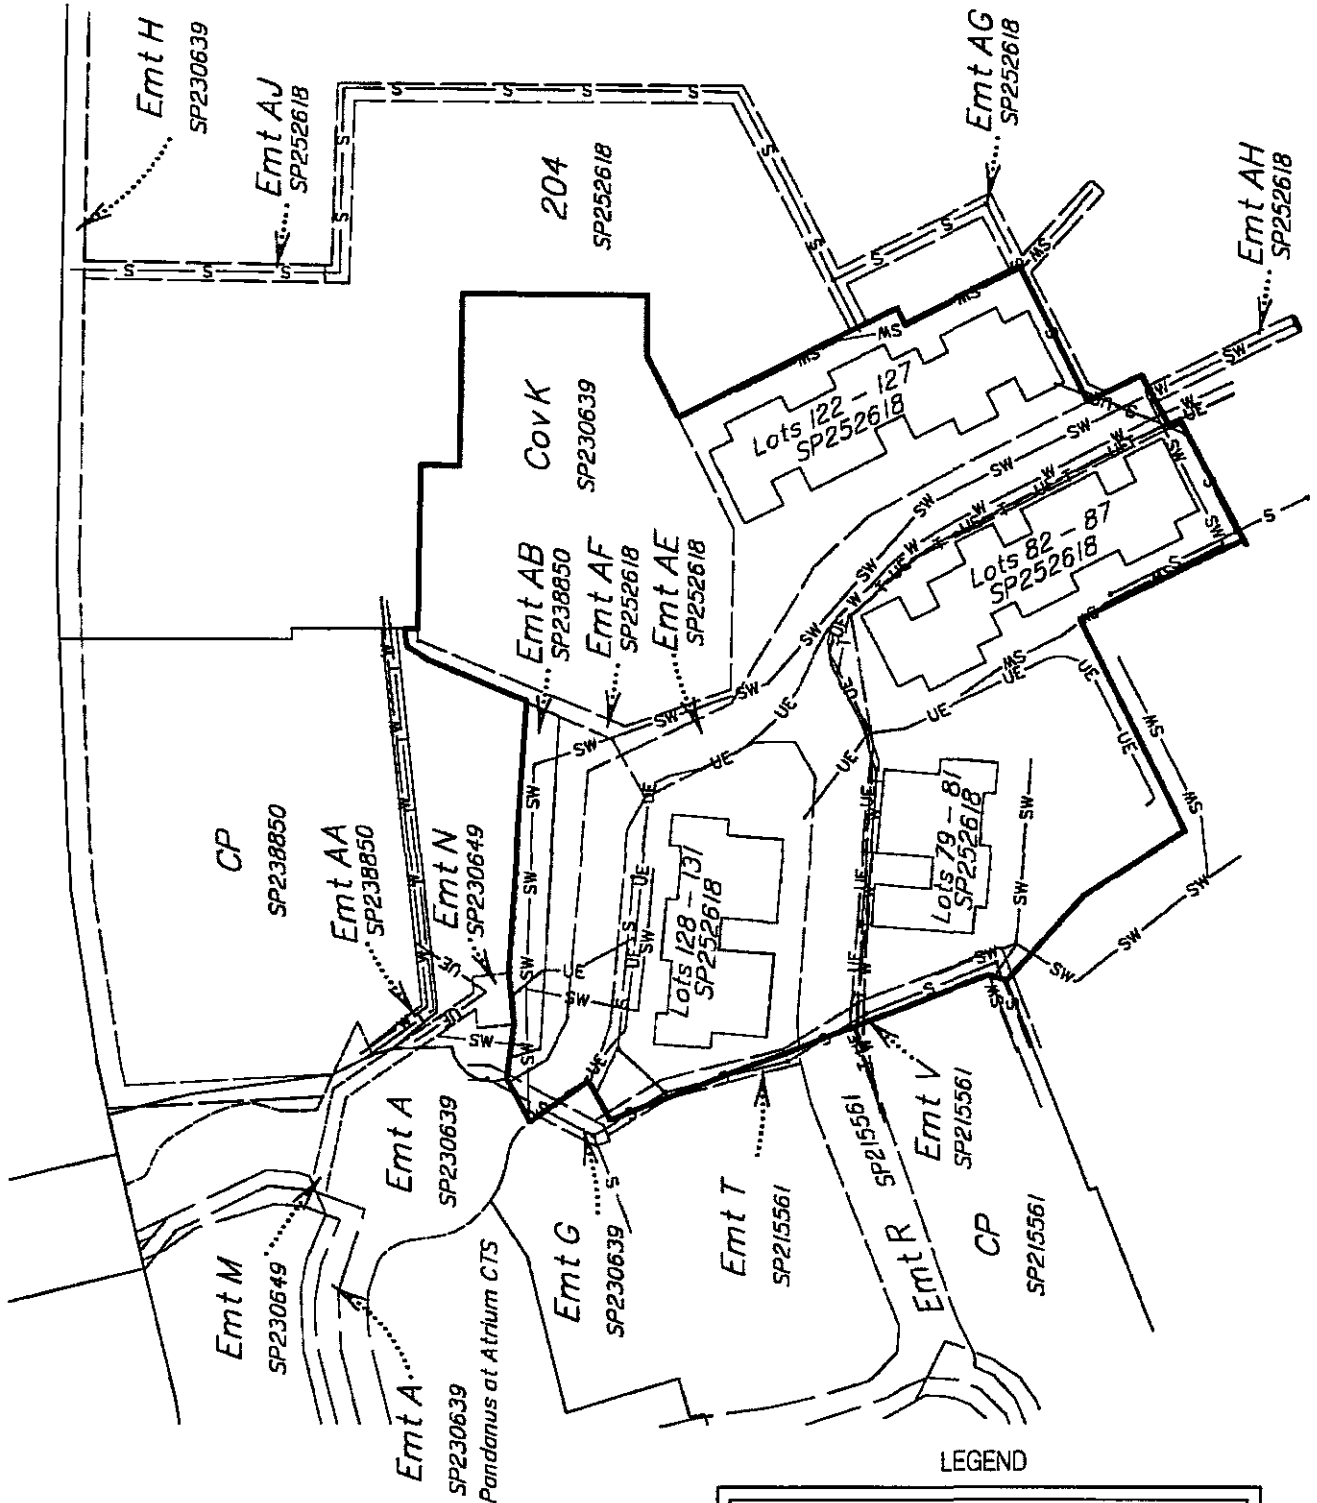 Emt H
SP230639
Emt AJ
SP252618
204
SP252618
Emt AG
SP252618
Emt AH
SP252618
Cov K
SP230639
Lots 122 - 127
SP252618
Lots 82 - 87
SP252618
Emt AB
SP238850
Emt AF
SP252618
Emt AE
SP252618
CP
SP238850
Emt AA
SP238850
Emt N
SP230649
Lots 128 - 131
SP252618
Lots 79 - 81
SP252618
Emt A
SP230639
Emt M
SP230649
Emt A
SP230639
Pandanus at Atrium CTS
Emt G
SP230639
Emt T
SP215561
Emt R
SP215561
Emt V
SP215561
CP
SP215561
S
SW
UE
W
T
LEGEND